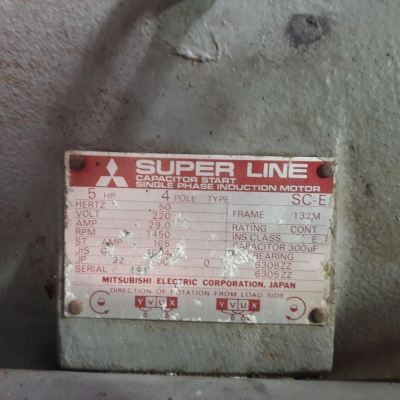 SUPER LINE
CAPACITOR START
SINGLE PHASE INDUCTION MOTOR
5 HP 4 POLE TYPE SC-E
HERTZ 50
VOLT 220 FRAME 132M
AMP 29.0 RATING CONT
RPM 1450 INS CLASS E
ST AMP 165 CAPACITOR 300µF
JIS C BEARING
JP 22 6308ZZ
SERIAL 6305ZZ
MITSUBISHI ELECTRIC CORPORATION, JAPAN
DIRECTION OF ROTATION FROM LOAD SIDE
Y V U X Y V U X